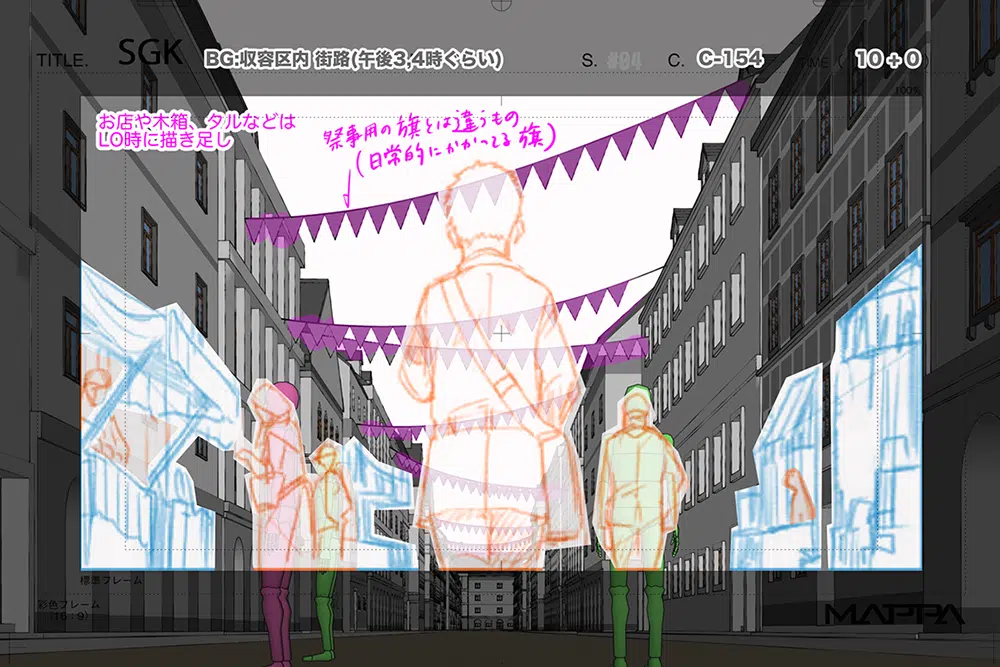 TITLE. SGK BG:収容区内 街路(午後3,4時ぐらい) S. #04 C. C-154 TIME ( 10+0 )
100%
お店や木箱、タルなどは
LO時に描き足し
祭事用の旗とは違うもの
(日常的にかかってる旗)
標準フレーム
彩色フレーム
(16:9)
MAPPA